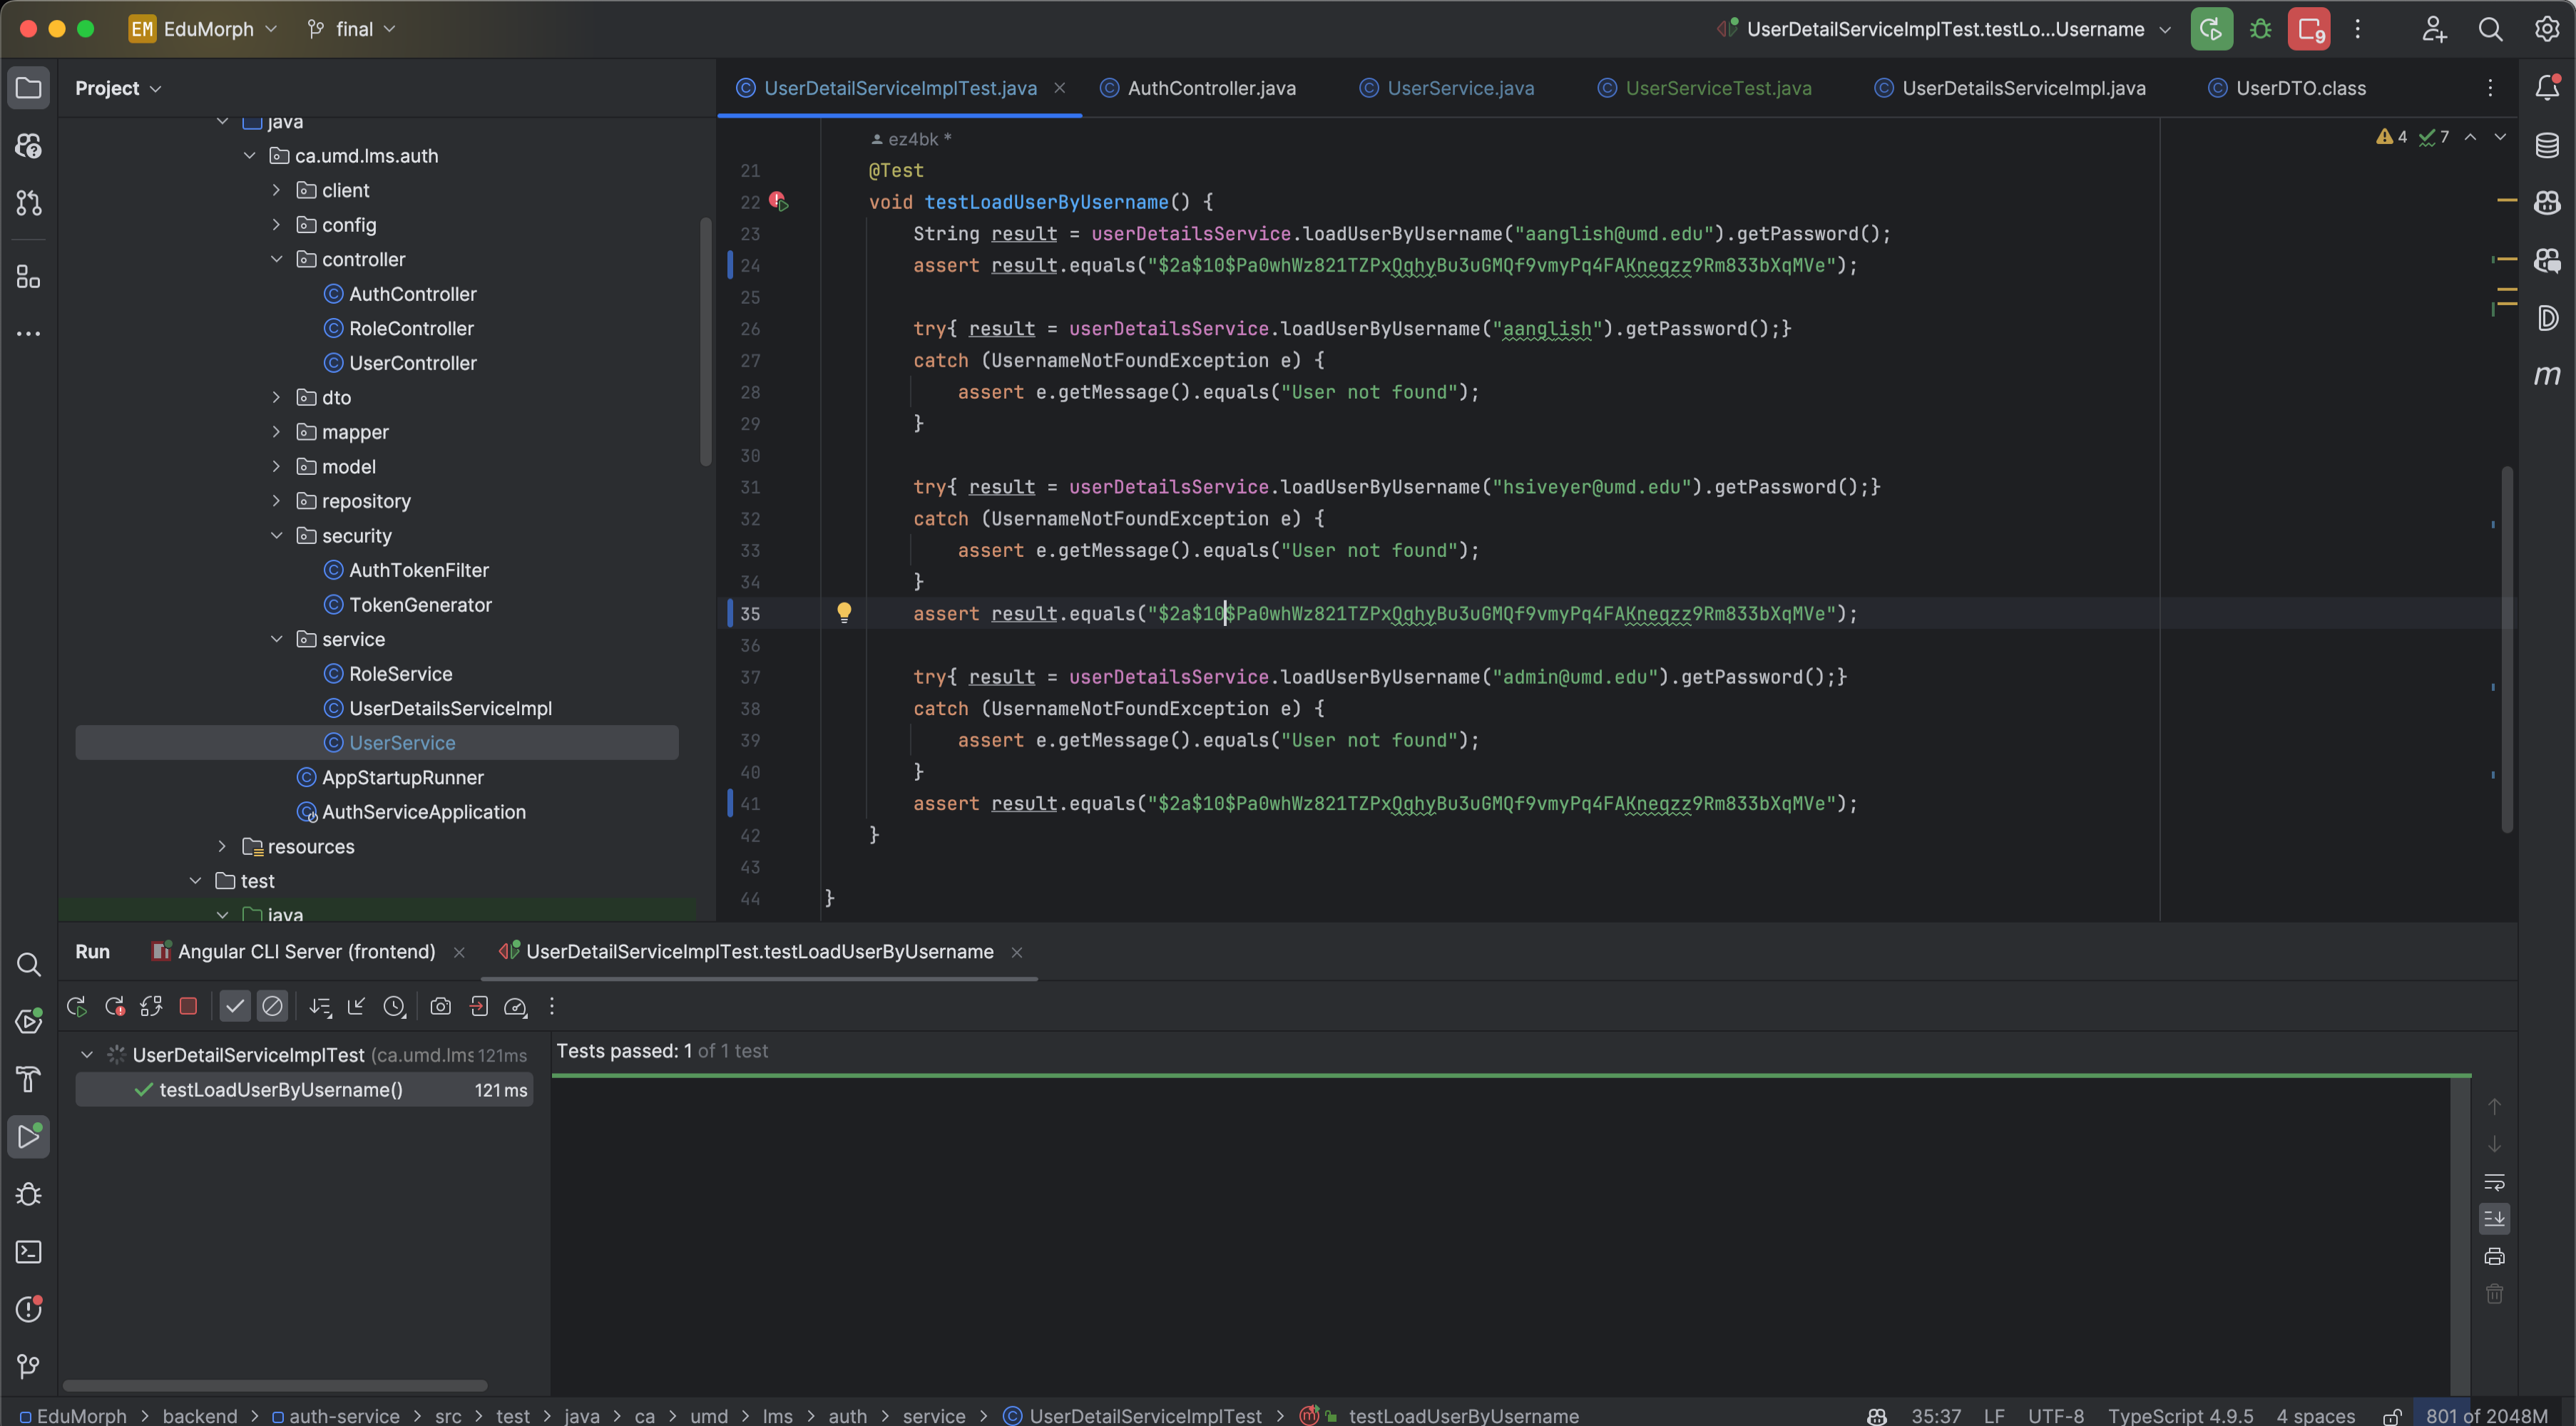 EM EduMorph final UserDetailServiceImplTest.testLo...Username 9
Project
UserDetailServiceImplTest.java AuthController.java UserService.java UserServiceTest.java UserDetailsServiceImpl.java UserDTO.class
java
ca.umd.lms.auth
client
config
controller
AuthController
RoleController
UserController
dto
mapper
model
repository
security
AuthTokenFilter
TokenGenerator
service
RoleService
UserDetailsServiceImpl
UserService
AppStartupRunner
AuthServiceApplication
resources
test
java
ez4bk *
4 7
21 @Test
22 void testLoadUserByUsername() {
23 String result = userDetailsService.loadUserByUsername("aanglish@umd.edu").getPassword();
24 assert result.equals("$2a$10$Pa0whWz821TZPxQqhyBu3uGMQf9vmyPq4FAKneqzz9Rm833bXqMVe");
25
26 try{ result = userDetailsService.loadUserByUsername("aanglish").getPassword();}
27 catch (UsernameNotFoundException e) {
28 assert e.getMessage().equals("User not found");
29 }
30
31 try{ result = userDetailsService.loadUserByUsername("hsiveyer@umd.edu").getPassword();}
32 catch (UsernameNotFoundException e) {
33 assert e.getMessage().equals("User not found");
34 }
35 assert result.equals("$2a$10$Pa0whWz821TZPxQqhyBu3uGMQf9vmyPq4FAKneqzz9Rm833bXqMVe");
36
37 try{ result = userDetailsService.loadUserByUsername("admin@umd.edu").getPassword();}
38 catch (UsernameNotFoundException e) {
39 assert e.getMessage().equals("User not found");
40 }
41 assert result.equals("$2a$10$Pa0whWz821TZPxQqhyBu3uGMQf9vmyPq4FAKneqzz9Rm833bXqMVe");
42 }
43
44 }
Run Angular CLI Server (frontend) UserDetailServiceImplTest.testLoadUserByUsername
UserDetailServiceImplTest (ca.umd.lms 121ms
testLoadUserByUsername() 121 ms
Tests passed: 1 of 1 test
EduMorph > backend > auth-service > src > test > java > ca > umd > lms > auth > service > UserDetailServiceImplTest > testLoadUserByUsername
35:37 LF UTF-8 TypeScript 4.9.5 4 spaces 801 of 2048M